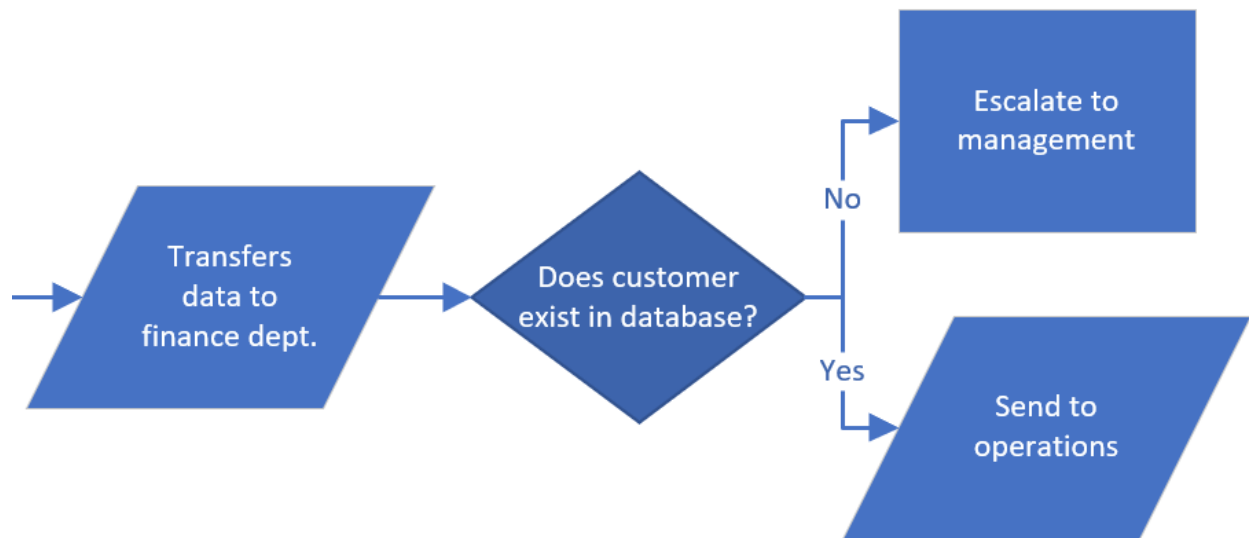 Transfers
data to
finance dept.
Does customer
exist in database?
No
Escalate to
management
Yes
Send to
operations